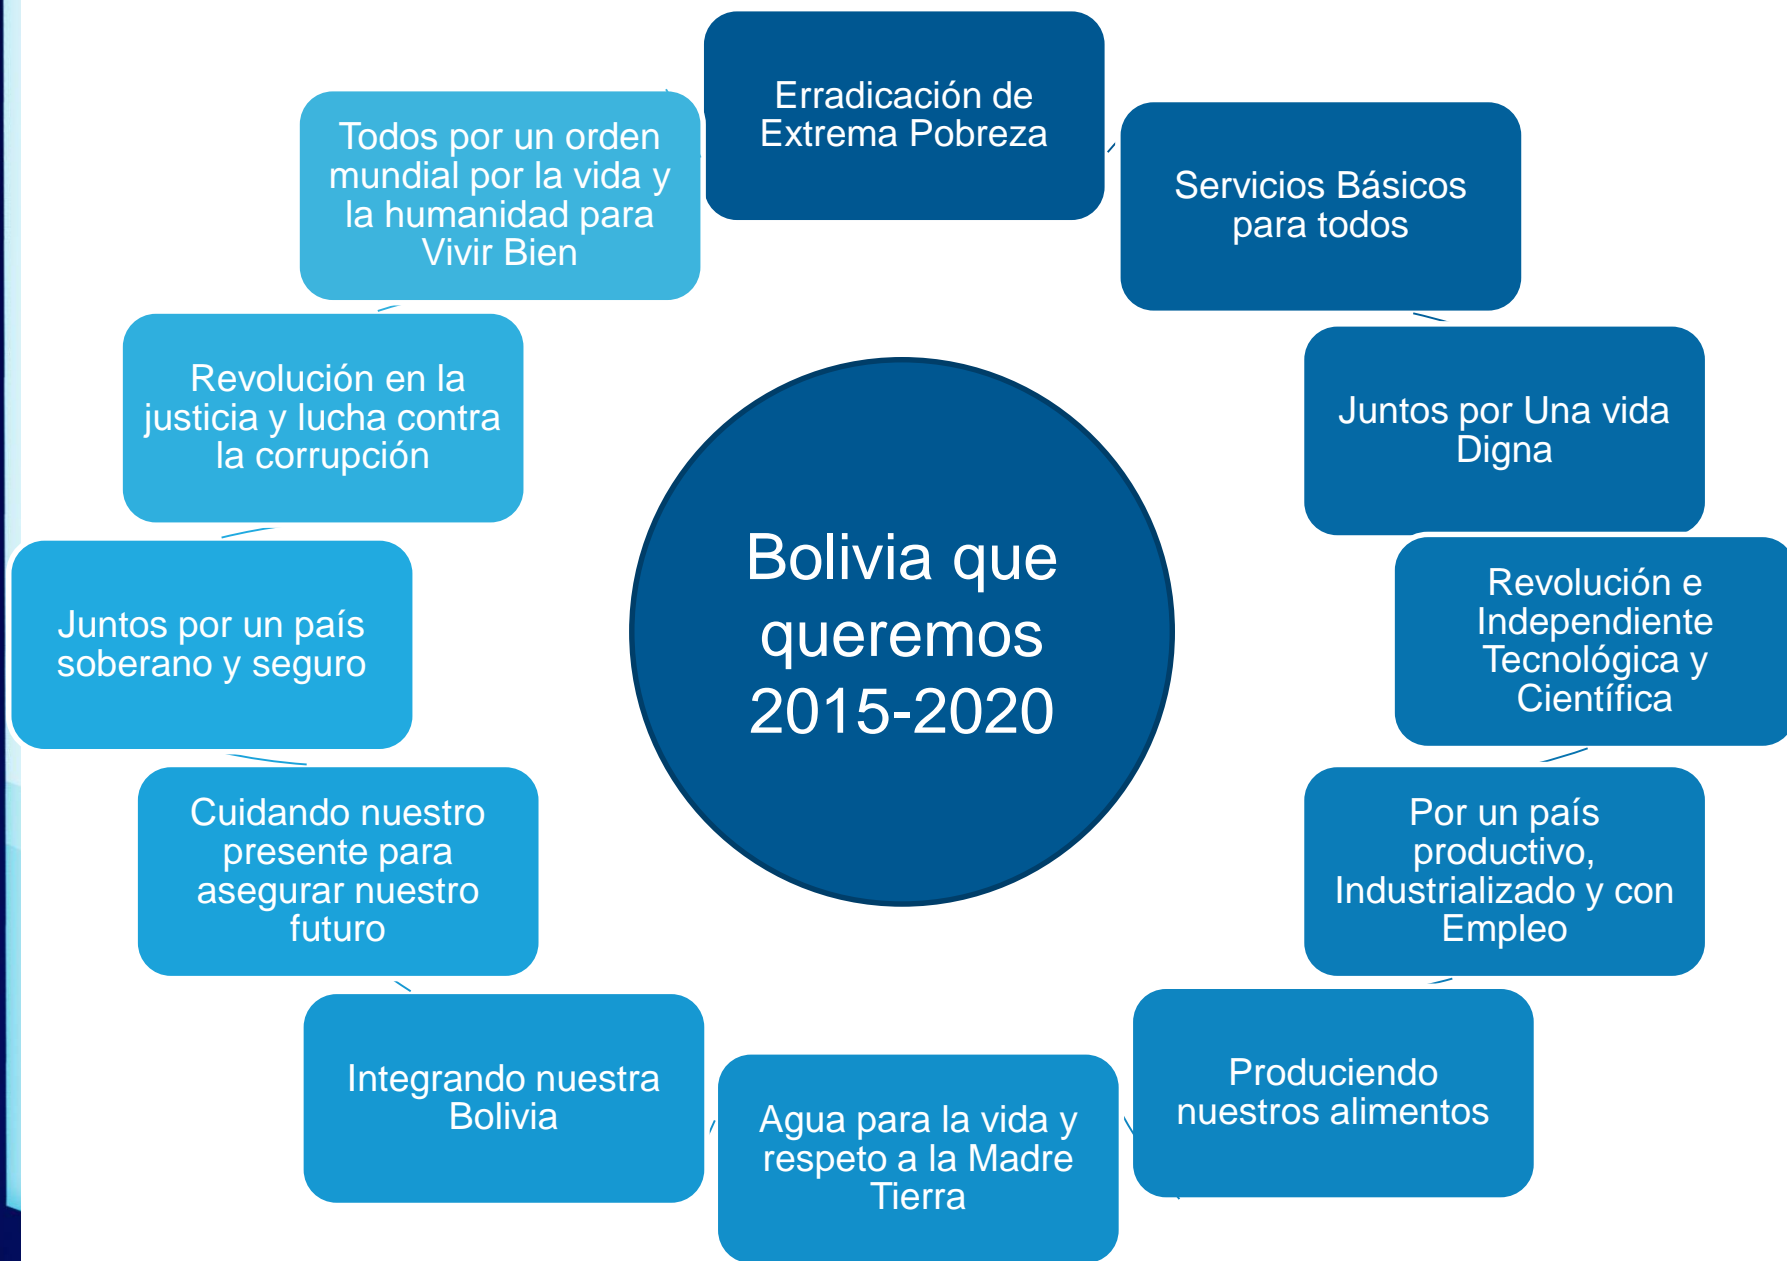 Erradicación de
Extrema Pobreza
Servicios Básicos
para todos
Juntos por Una vida
Digna
Revolución e
Independiente
Tecnológica y
Científica
Por un país
productivo,
Industrializado y con
Empleo
Produciendo
nuestros alimentos
Agua para la vida y
respeto a la Madre
Tierra
Integrando nuestra
Bolivia
Cuidando nuestro
presente para
asegurar nuestro
futuro
Juntos por un país
soberano y seguro
Revolución en la
justicia y lucha contra
la corrupción
Todos por un orden
mundial por la vida y
la humanidad para
Vivir Bien
Bolivia que
queremos
2015-2020